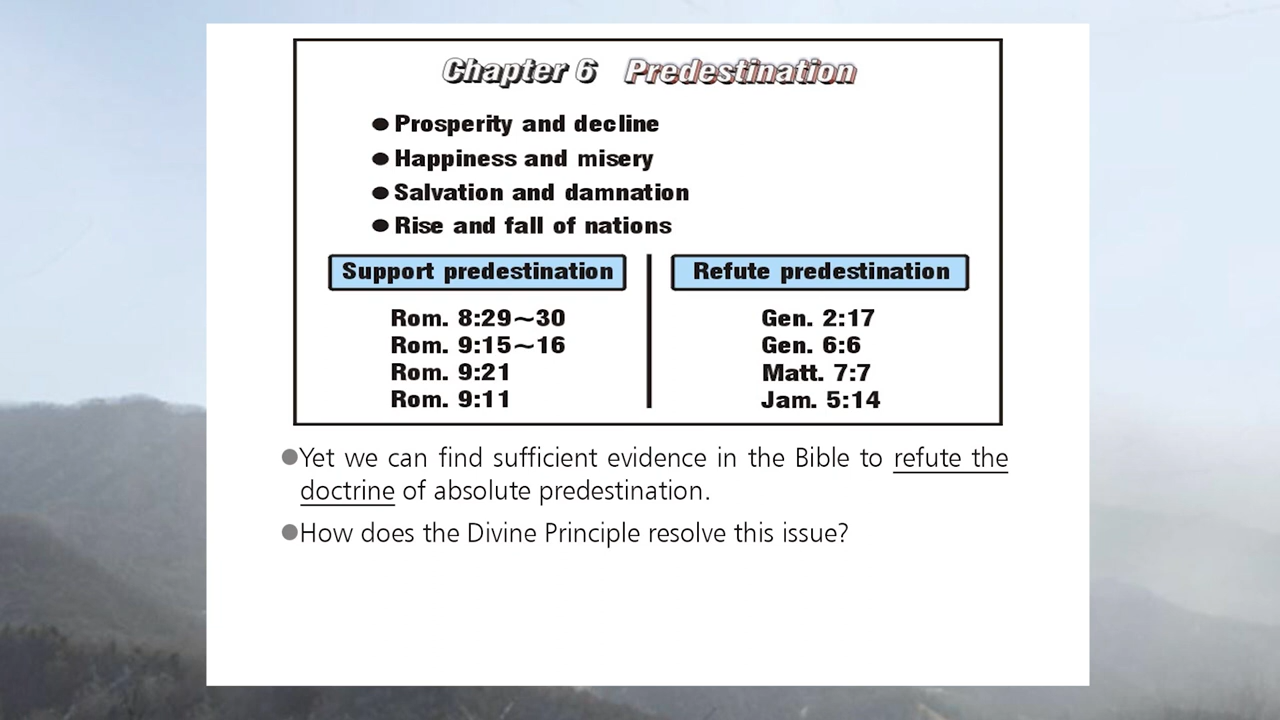 Chapter 6 Predestination
● Prosperity and decline
● Happiness and misery
● Salvation and damnation
● Rise and fall of nations
Support predestination
Rom. 8:29~30
Rom. 9:15~16
Rom. 9:21
Rom. 9:11
Refute predestination
Gen. 2:17
Gen. 6:6
Matt. 7:7
Jam. 5:14
●Yet we can find sufficient evidence in the Bible to refute the
doctrine of absolute predestination.
●How does the Divine Principle resolve this issue?